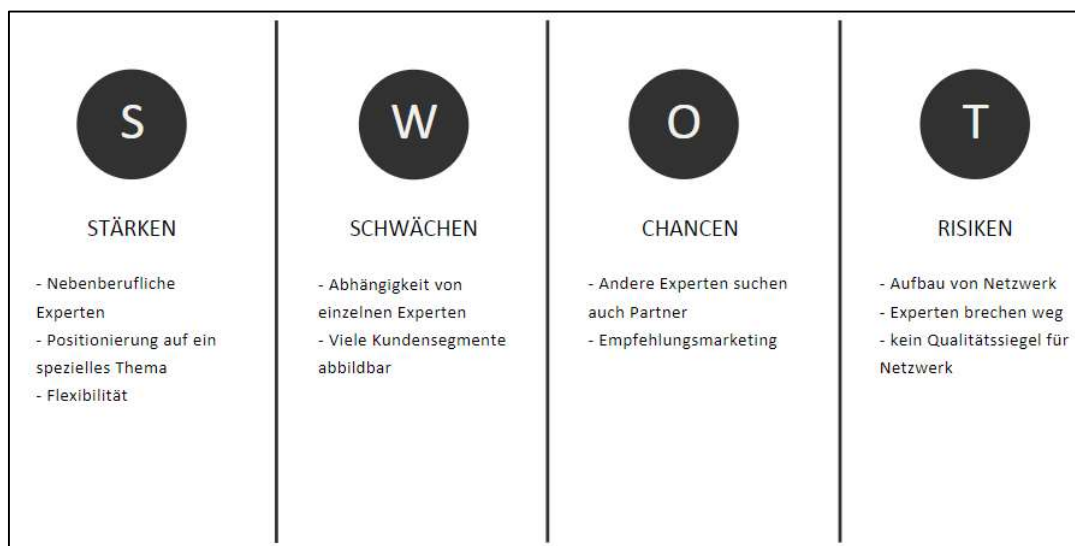 S
STÄRKEN
- Nebenberufliche
Experten
- Positionierung auf ein
spezielles Thema
- Flexibilität
W
SCHWÄCHEN
- Abhängigkeit von
einzelnen Experten
- Viele Kundensegmente
abbildbar
O
CHANCEN
- Andere Experten suchen
auch Partner
- Empfehlungsmarketing
T
RISIKEN
- Aufbau von Netzwerk
- Experten brechen weg
- kein Qualitätssiegel für
Netzwerk